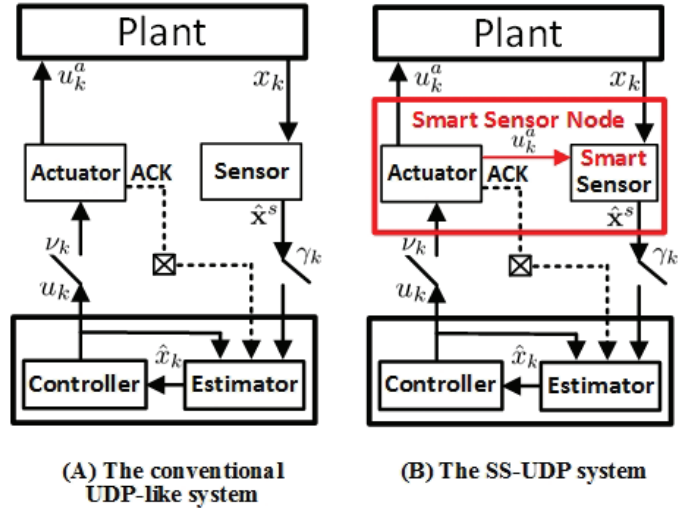 Plant
u_k^a
x_k
Actuator
ACK
Sensor
x̂^s
ν_k
γ_k
u_k
x̂_k
Controller
Estimator
(A) The conventional
UDP-like system
Plant
u_k^a
x_k
Smart Sensor Node
u_k^a
Actuator
ACK
Smart
Sensor
x̂^s
ν_k
γ_k
u_k
x̂_k
Controller
Estimator
(B) The SS-UDP system